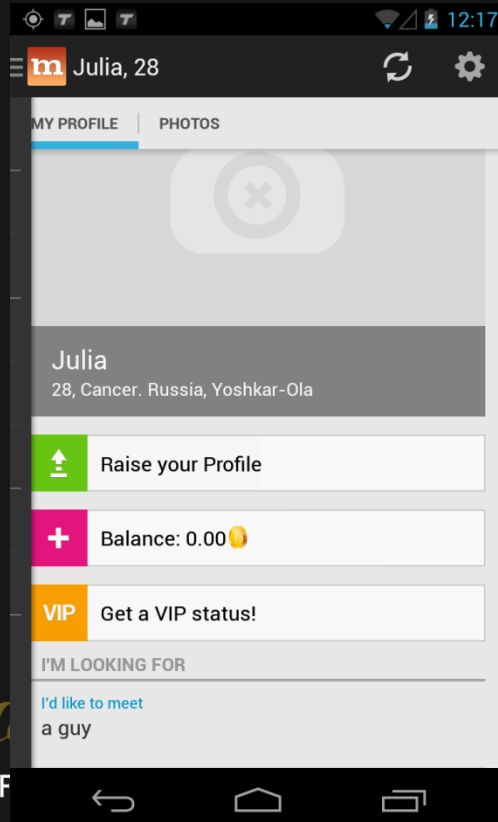 12:17
m Julia, 28
MY PROFILE PHOTOS
Julia
28, Cancer. Russia, Yoshkar-Ola
Raise your Profile
+ Balance: 0.00
VIP Get a VIP status!
I'M LOOKING FOR
I'd like to meet
a guy
F